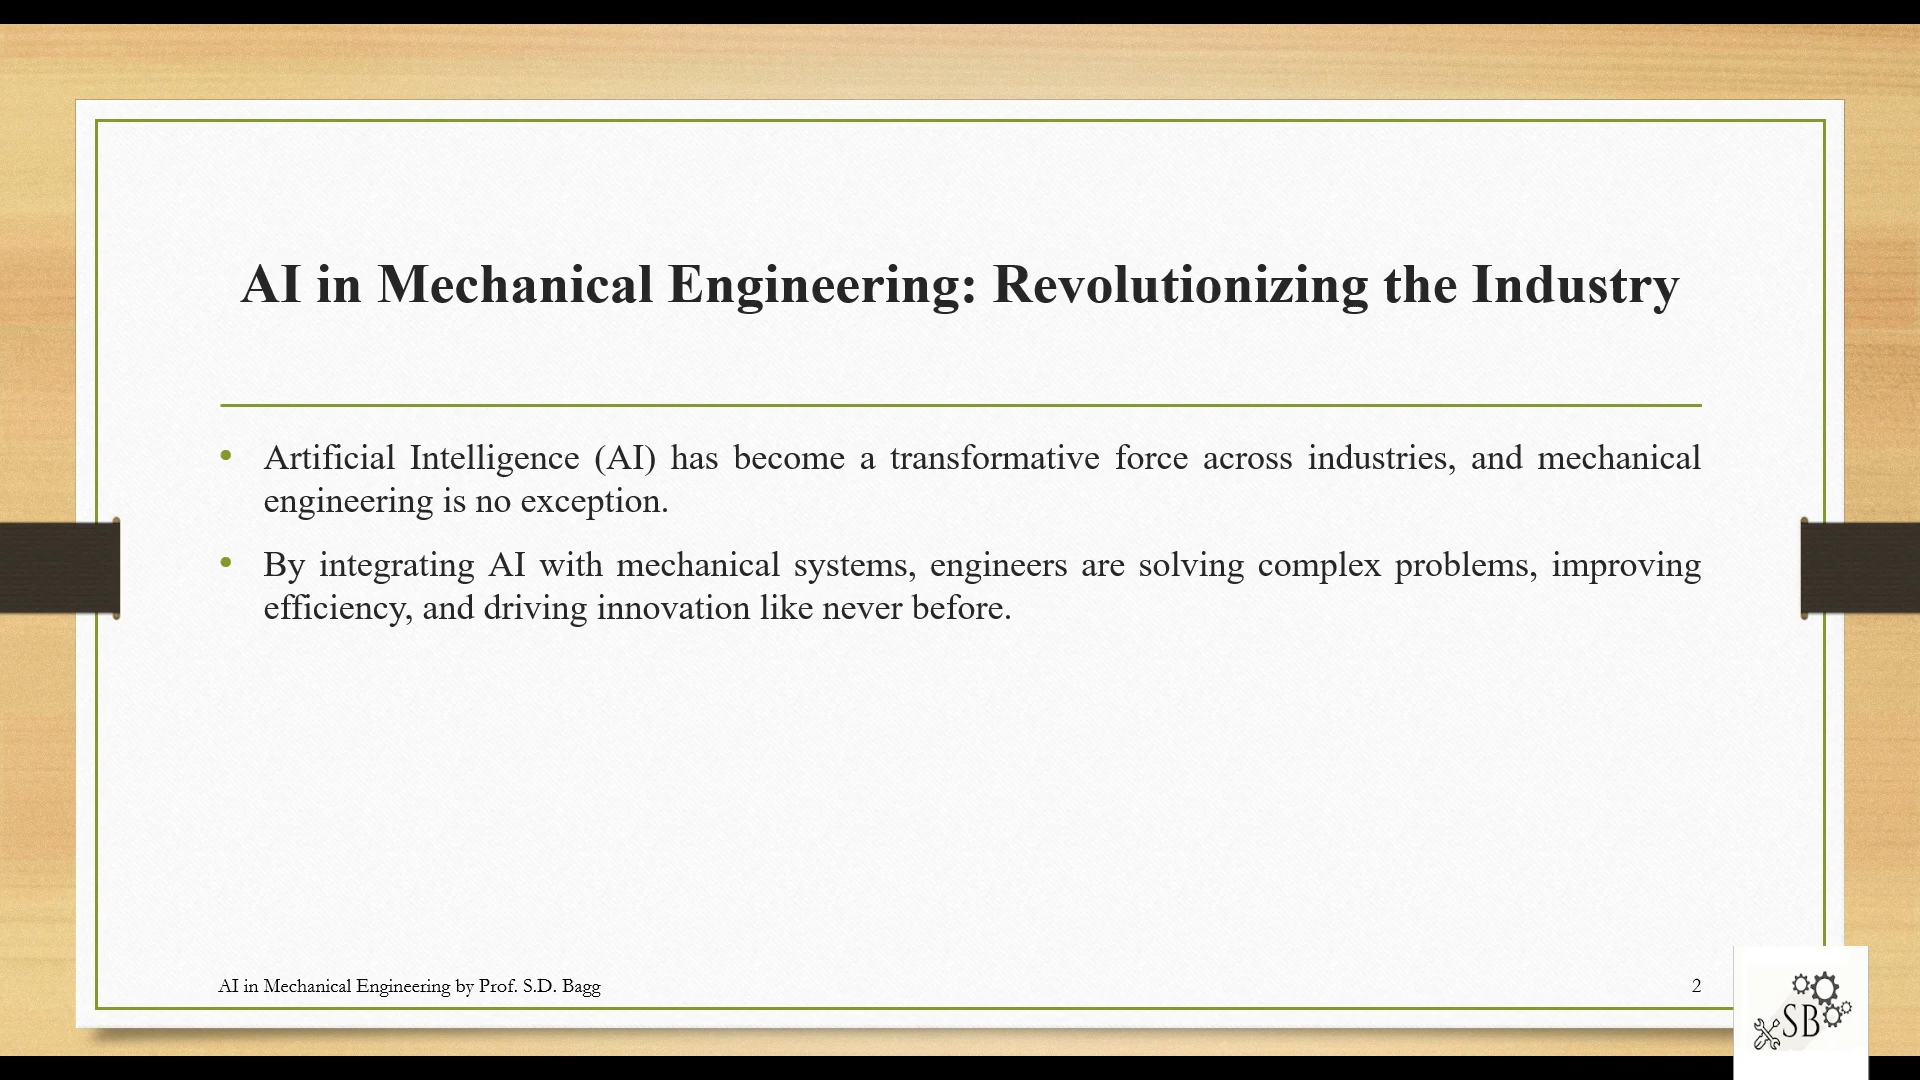 AI in Mechanical Engineering: Revolutionizing the Industry
• Artificial Intelligence (AI) has become a transformative force across industries, and mechanical
engineering is no exception.
• By integrating AI with mechanical systems, engineers are solving complex problems, improving
efficiency, and driving innovation like never before.
AI in Mechanical Engineering by Prof. S.D. Bagg
2
SB